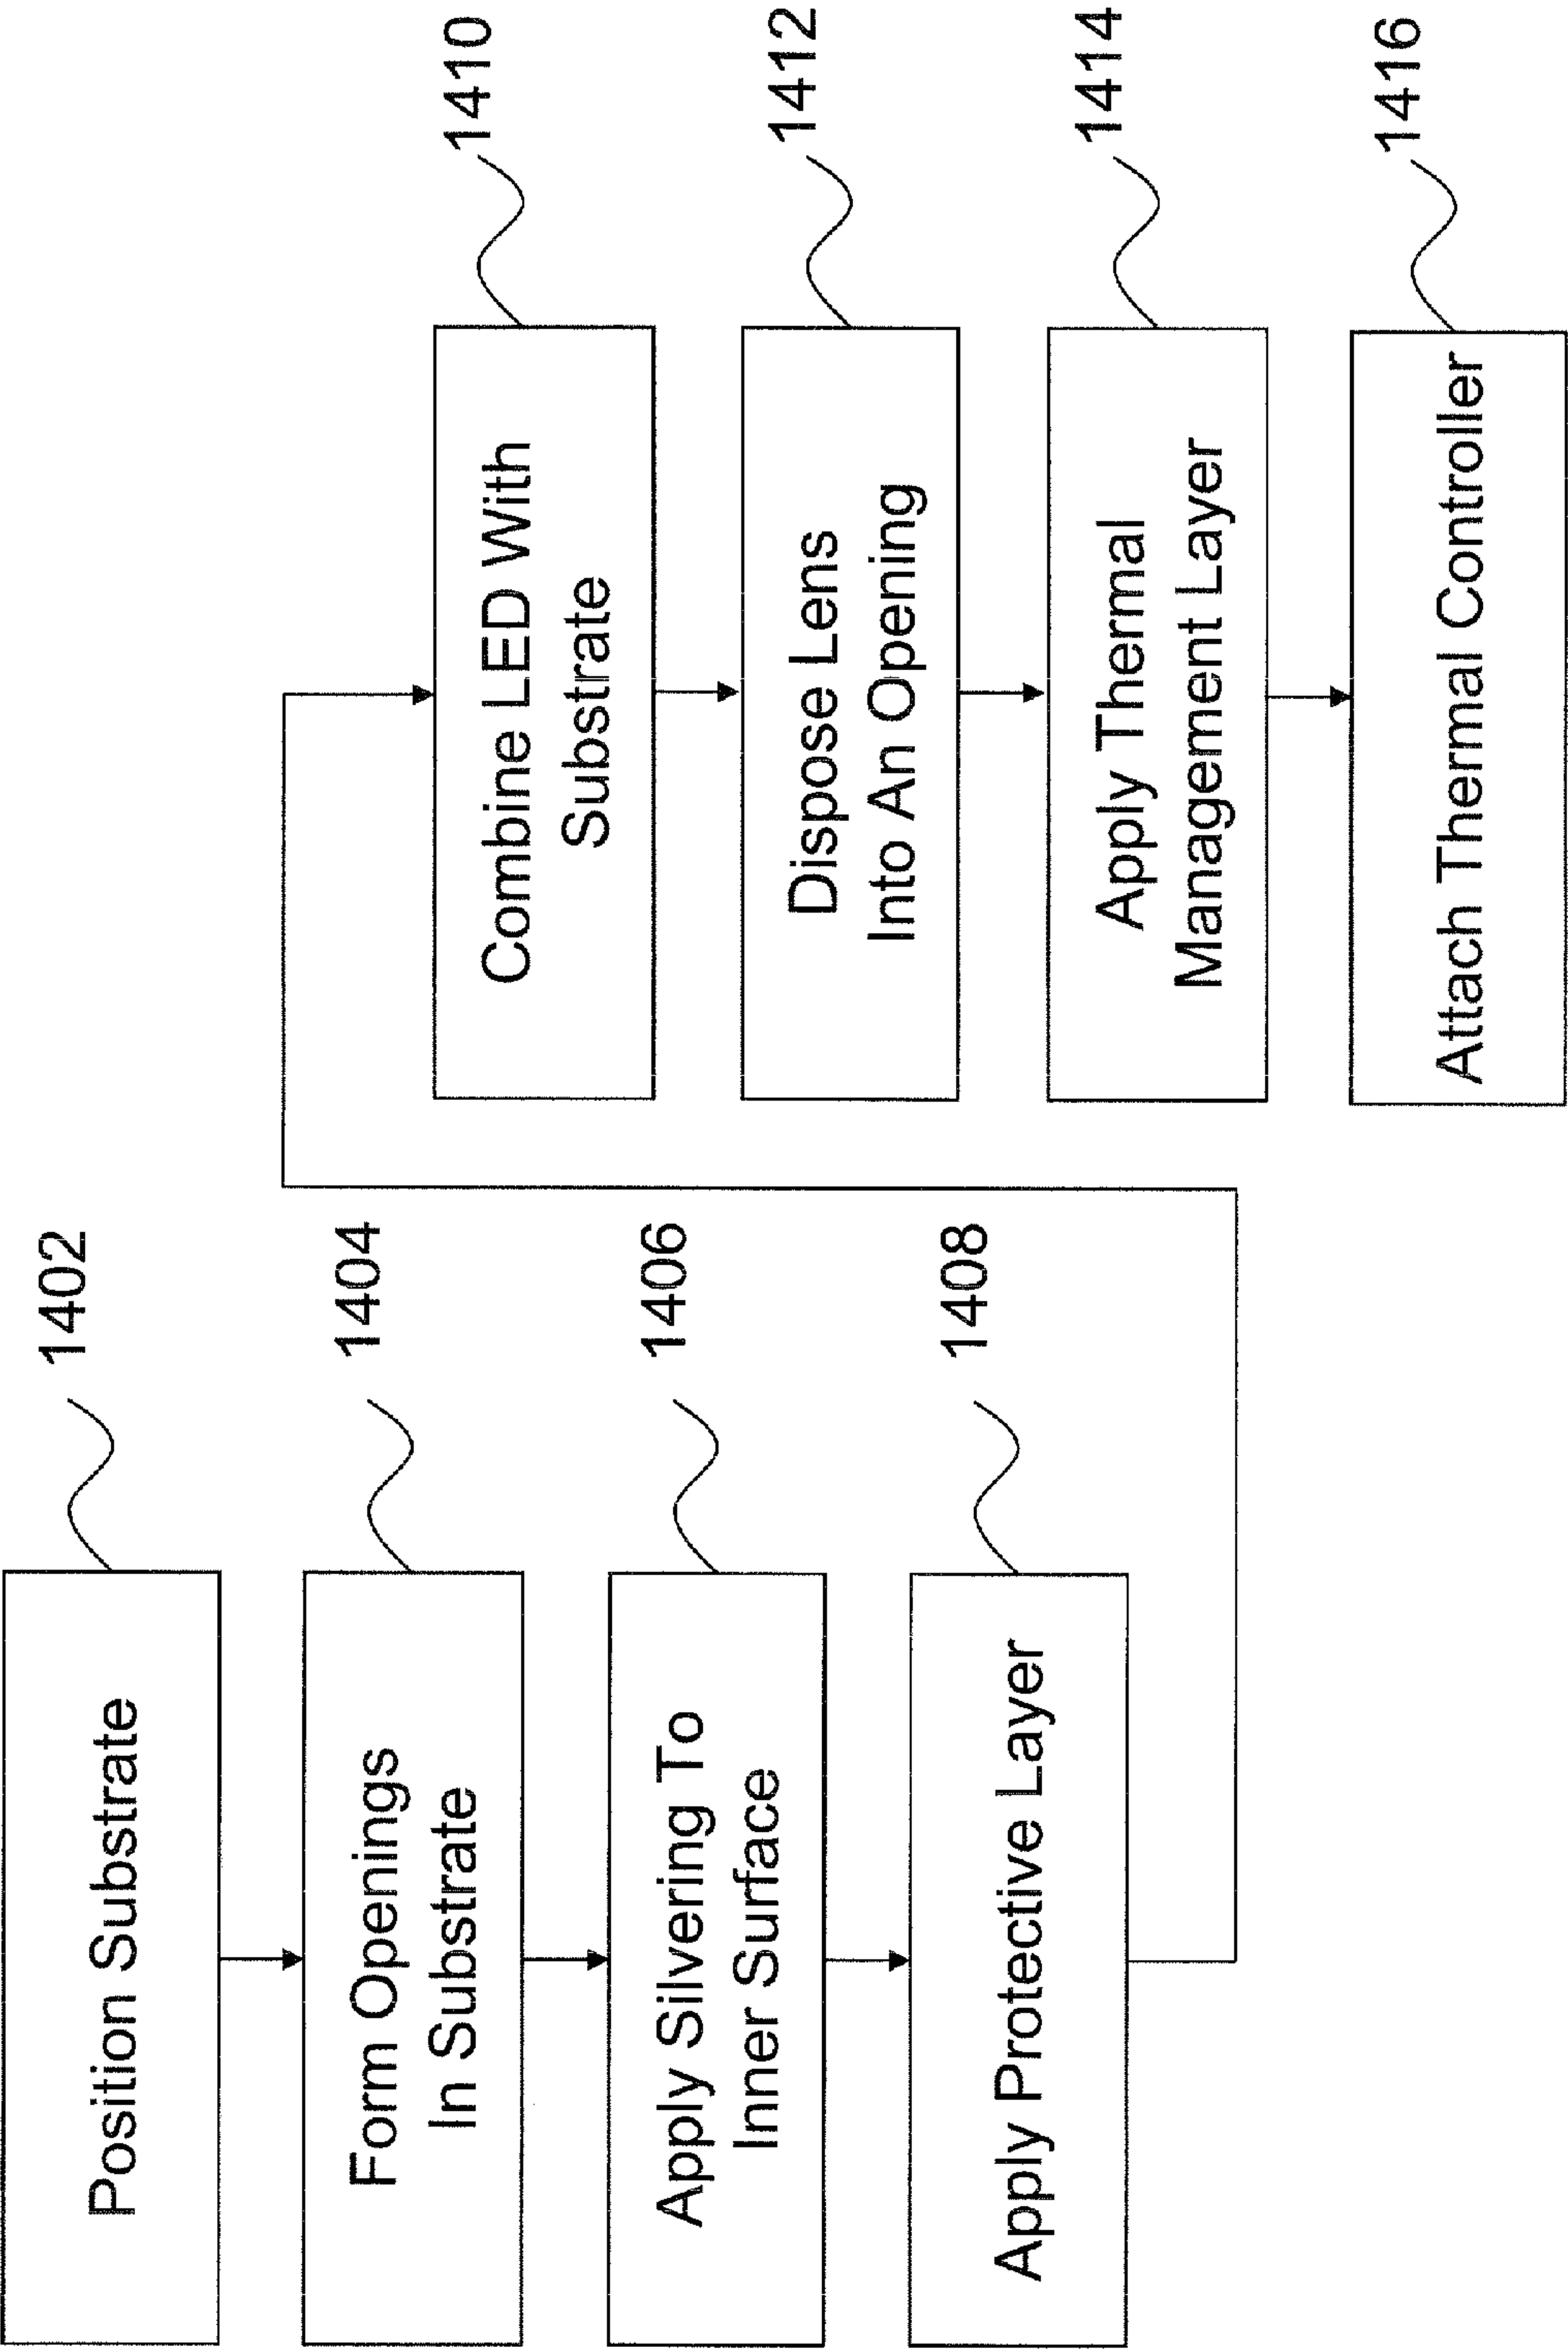 Position Substrate
1402
Form Openings
In Substrate
1404
Apply Silvering To
Inner Surface
1406
Apply Protective Layer
1408
Combine LED With
Substrate
1410
Dispose Lens
Into An Opening
1412
Apply Thermal
Management Layer
1414
Attach Thermal Controller
1416